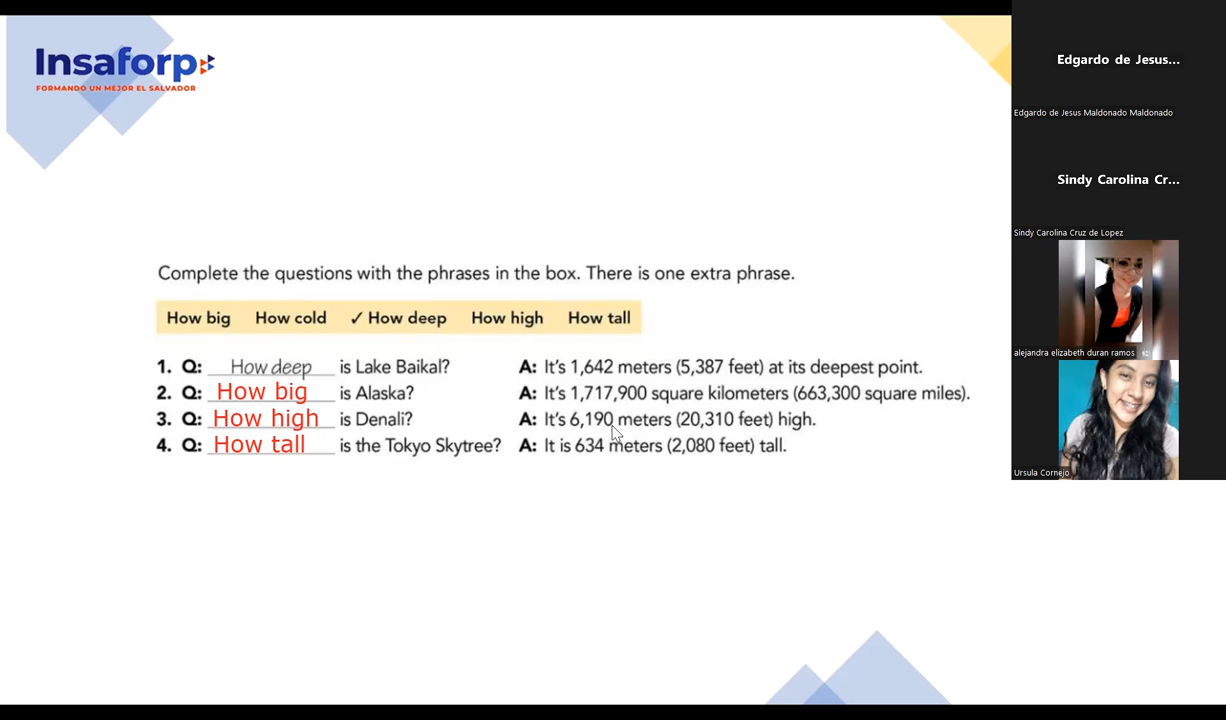 Insaforp
FORMANDO UN MEJOR EL SALVADOR
Complete the questions with the phrases in the box. There is one extra phrase.
How big How cold ✓ How deep How high How tall
1. Q: How deep is Lake Baikal? A: It's 1,642 meters (5,387 feet) at its deepest point.
2. Q: How big is Alaska? A: It's 1,717,900 square kilometers (663,300 square miles).
3. Q: How high is Denali? A: It's 6,190 meters (20,310 feet) high.
4. Q: How tall is the Tokyo Skytree? A: It is 634 meters (2,080 feet) tall.
Edgardo de Jesus...
Edgardo de Jesus Maldonado Maldonado
Sindy Carolina Cr...
Sindy Carolina Cruz de Lopez
alejandra elizabeth duran ramos
Ursula Cornejo